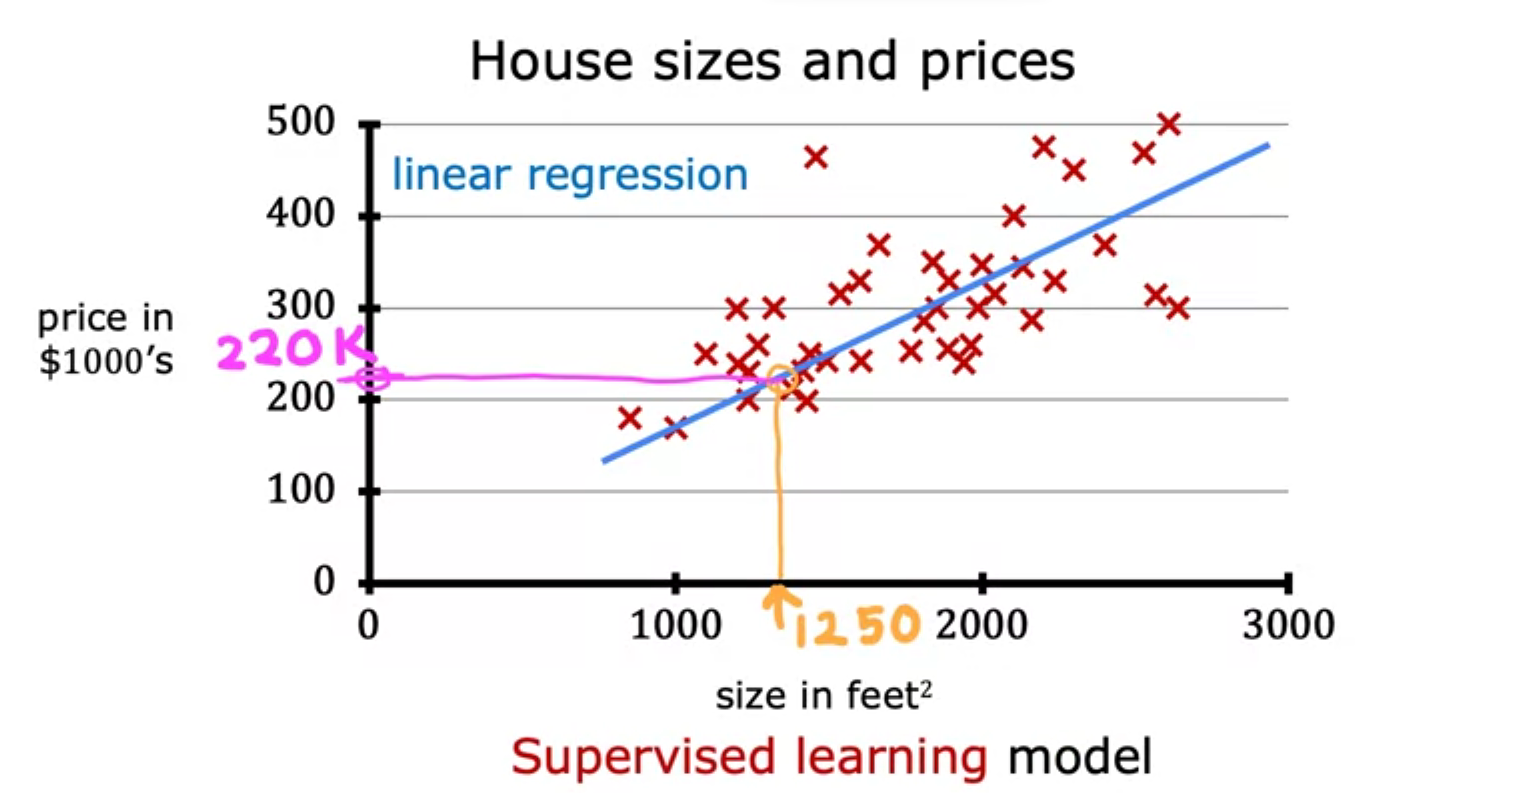 House sizes and prices
500
linear regression
400
300
price in
$1000's
220K
200
100
0
0 1000 1250 2000 3000
size in feet²
Supervised learning model